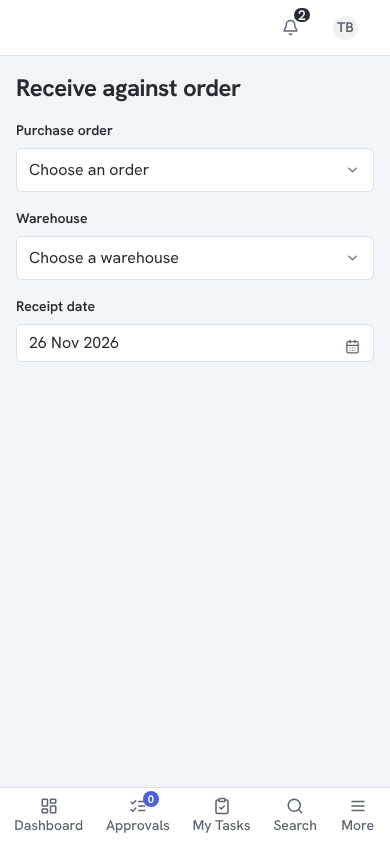 2
TB
Receive against order
Purchase order
Choose an order
Warehouse
Choose a warehouse
Receipt date
26 Nov 2026
0
Dashboard
Approvals
My Tasks
Search
More